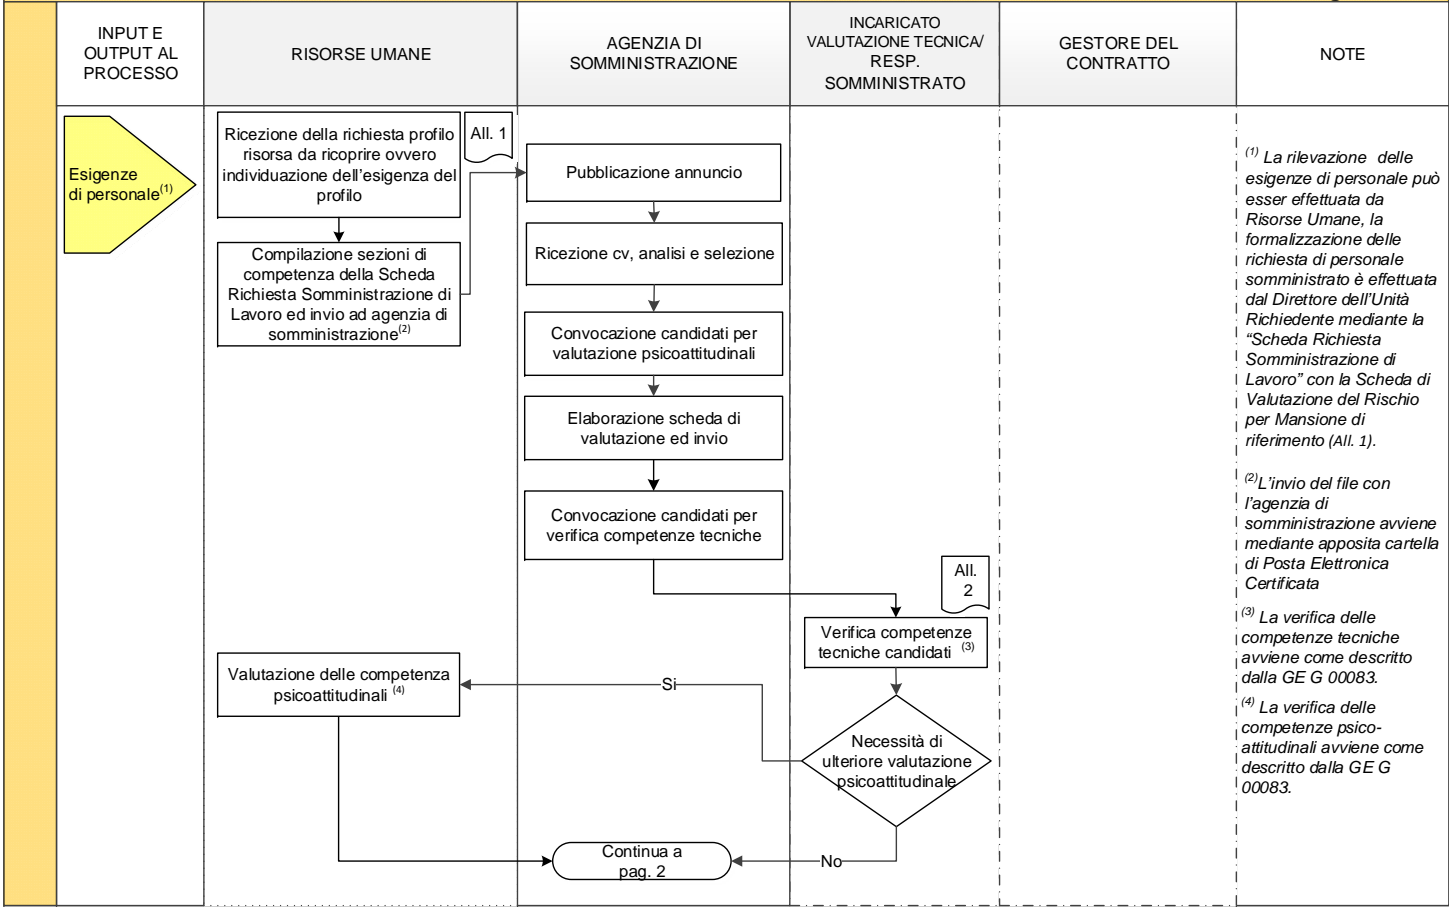 INPUT E
OUTPUT AL
PROCESSO
RISORSE UMANE
AGENZIA DI
SOMMINISTRAZIONE
INCARICATO
VALUTAZIONE TECNICA/
RESP.
SOMMINISTRATO
GESTORE DEL
CONTRATTO
NOTE
Esigenze
di personale(1)
Ricezione della richiesta profilo
risorsa da ricoprire ovvero
individuazione dell'esigenza del
profilo
All. 1
Compilazione sezioni di
competenza della Scheda
Richiesta Somministrazione di
Lavoro ed invio ad agenzia di
somministrazione(2)
Pubblicazione annuncio
Ricezione cv, analisi e selezione
Convocazione candidati per
valutazione psicoattitudinali
Elaborazione scheda di
valutazione ed invio
Convocazione candidati per
verifica competenze tecniche
All.
2
Verifica competenze
tecniche candidati (3)
Valutazione delle competenza
psicoattitudinali (4)
Si
Necessità di
ulteriore valutazione
psicoattitudinale
No
Continua a
pag. 2
(1) La rilevazione delle
esigenze di personale può
esser effettuata da
Risorse Umane, la
formalizzazione delle
richiesta di personale
somministrato è effettuata
dal Direttore dell'Unità
Richiedente mediante la
“Scheda Richiesta
Somministrazione di
Lavoro” con la Scheda di
Valutazione del Rischio
per Mansione di
riferimento (All. 1).
(2)L'invio del file con
l'agenzia di
somministrazione avviene
mediante apposita cartella
di Posta Elettronica
Certificata
(3) La verifica delle
competenze tecniche
avviene come descritto
dalla GE G 00083.
(4) La verifica delle
competenze psico-
attitudinali avviene come
descritto dalla GE G
00083.